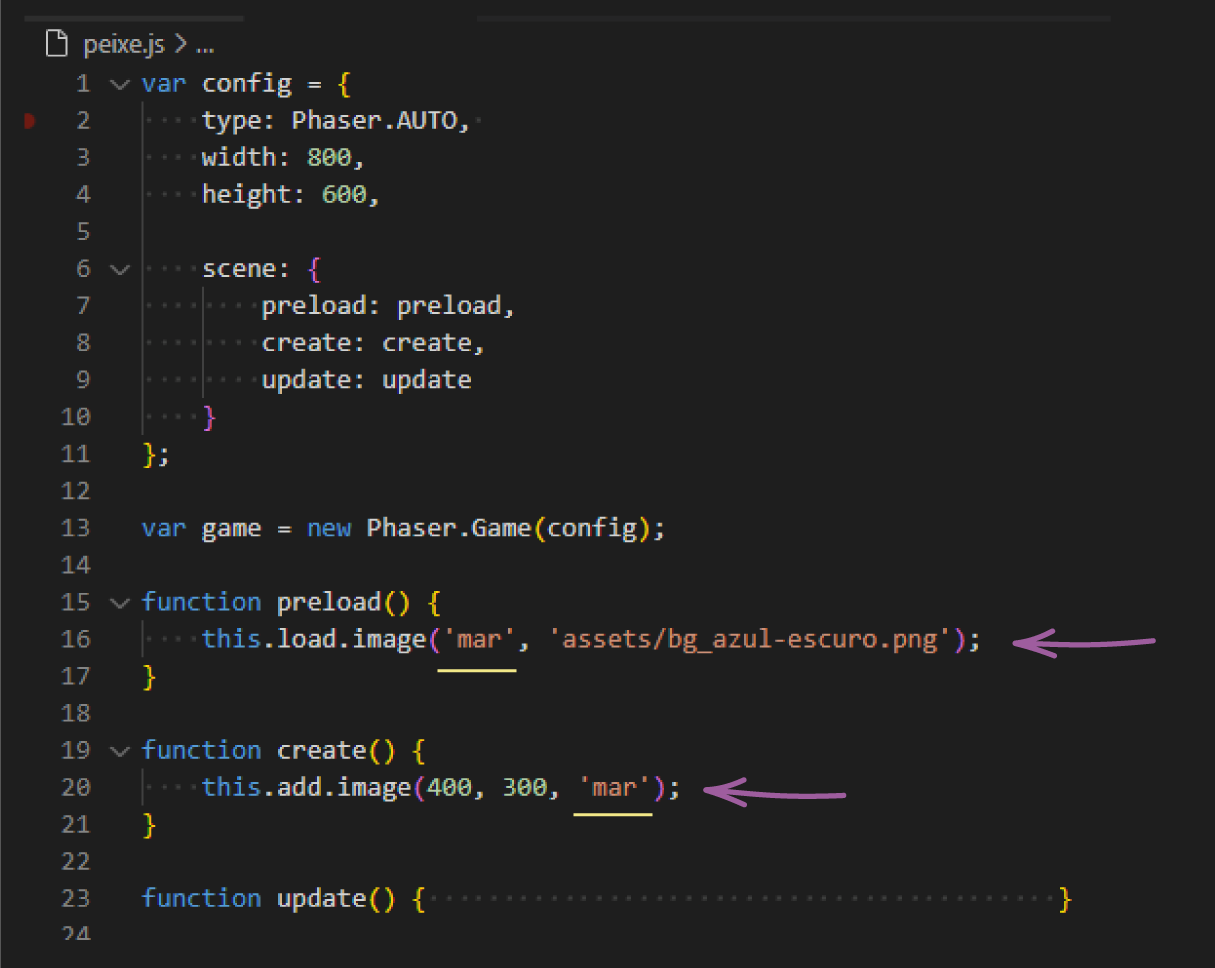 peixe.js > ...
1 var config = {
2 type: Phaser.AUTO,
3 width: 800,
4 height: 600,
5
6 scene: {
7 preload: preload,
8 create: create,
9 update: update
10 }
11 };
12
13 var game = new Phaser.Game(config);
14
15 function preload() {
16 this.load.image('mar', 'assets/bg_azul-escuro.png');
17 }
18
19 function create() {
20 this.add.image(400, 300, 'mar');
21 }
22
23 function update() { }
24